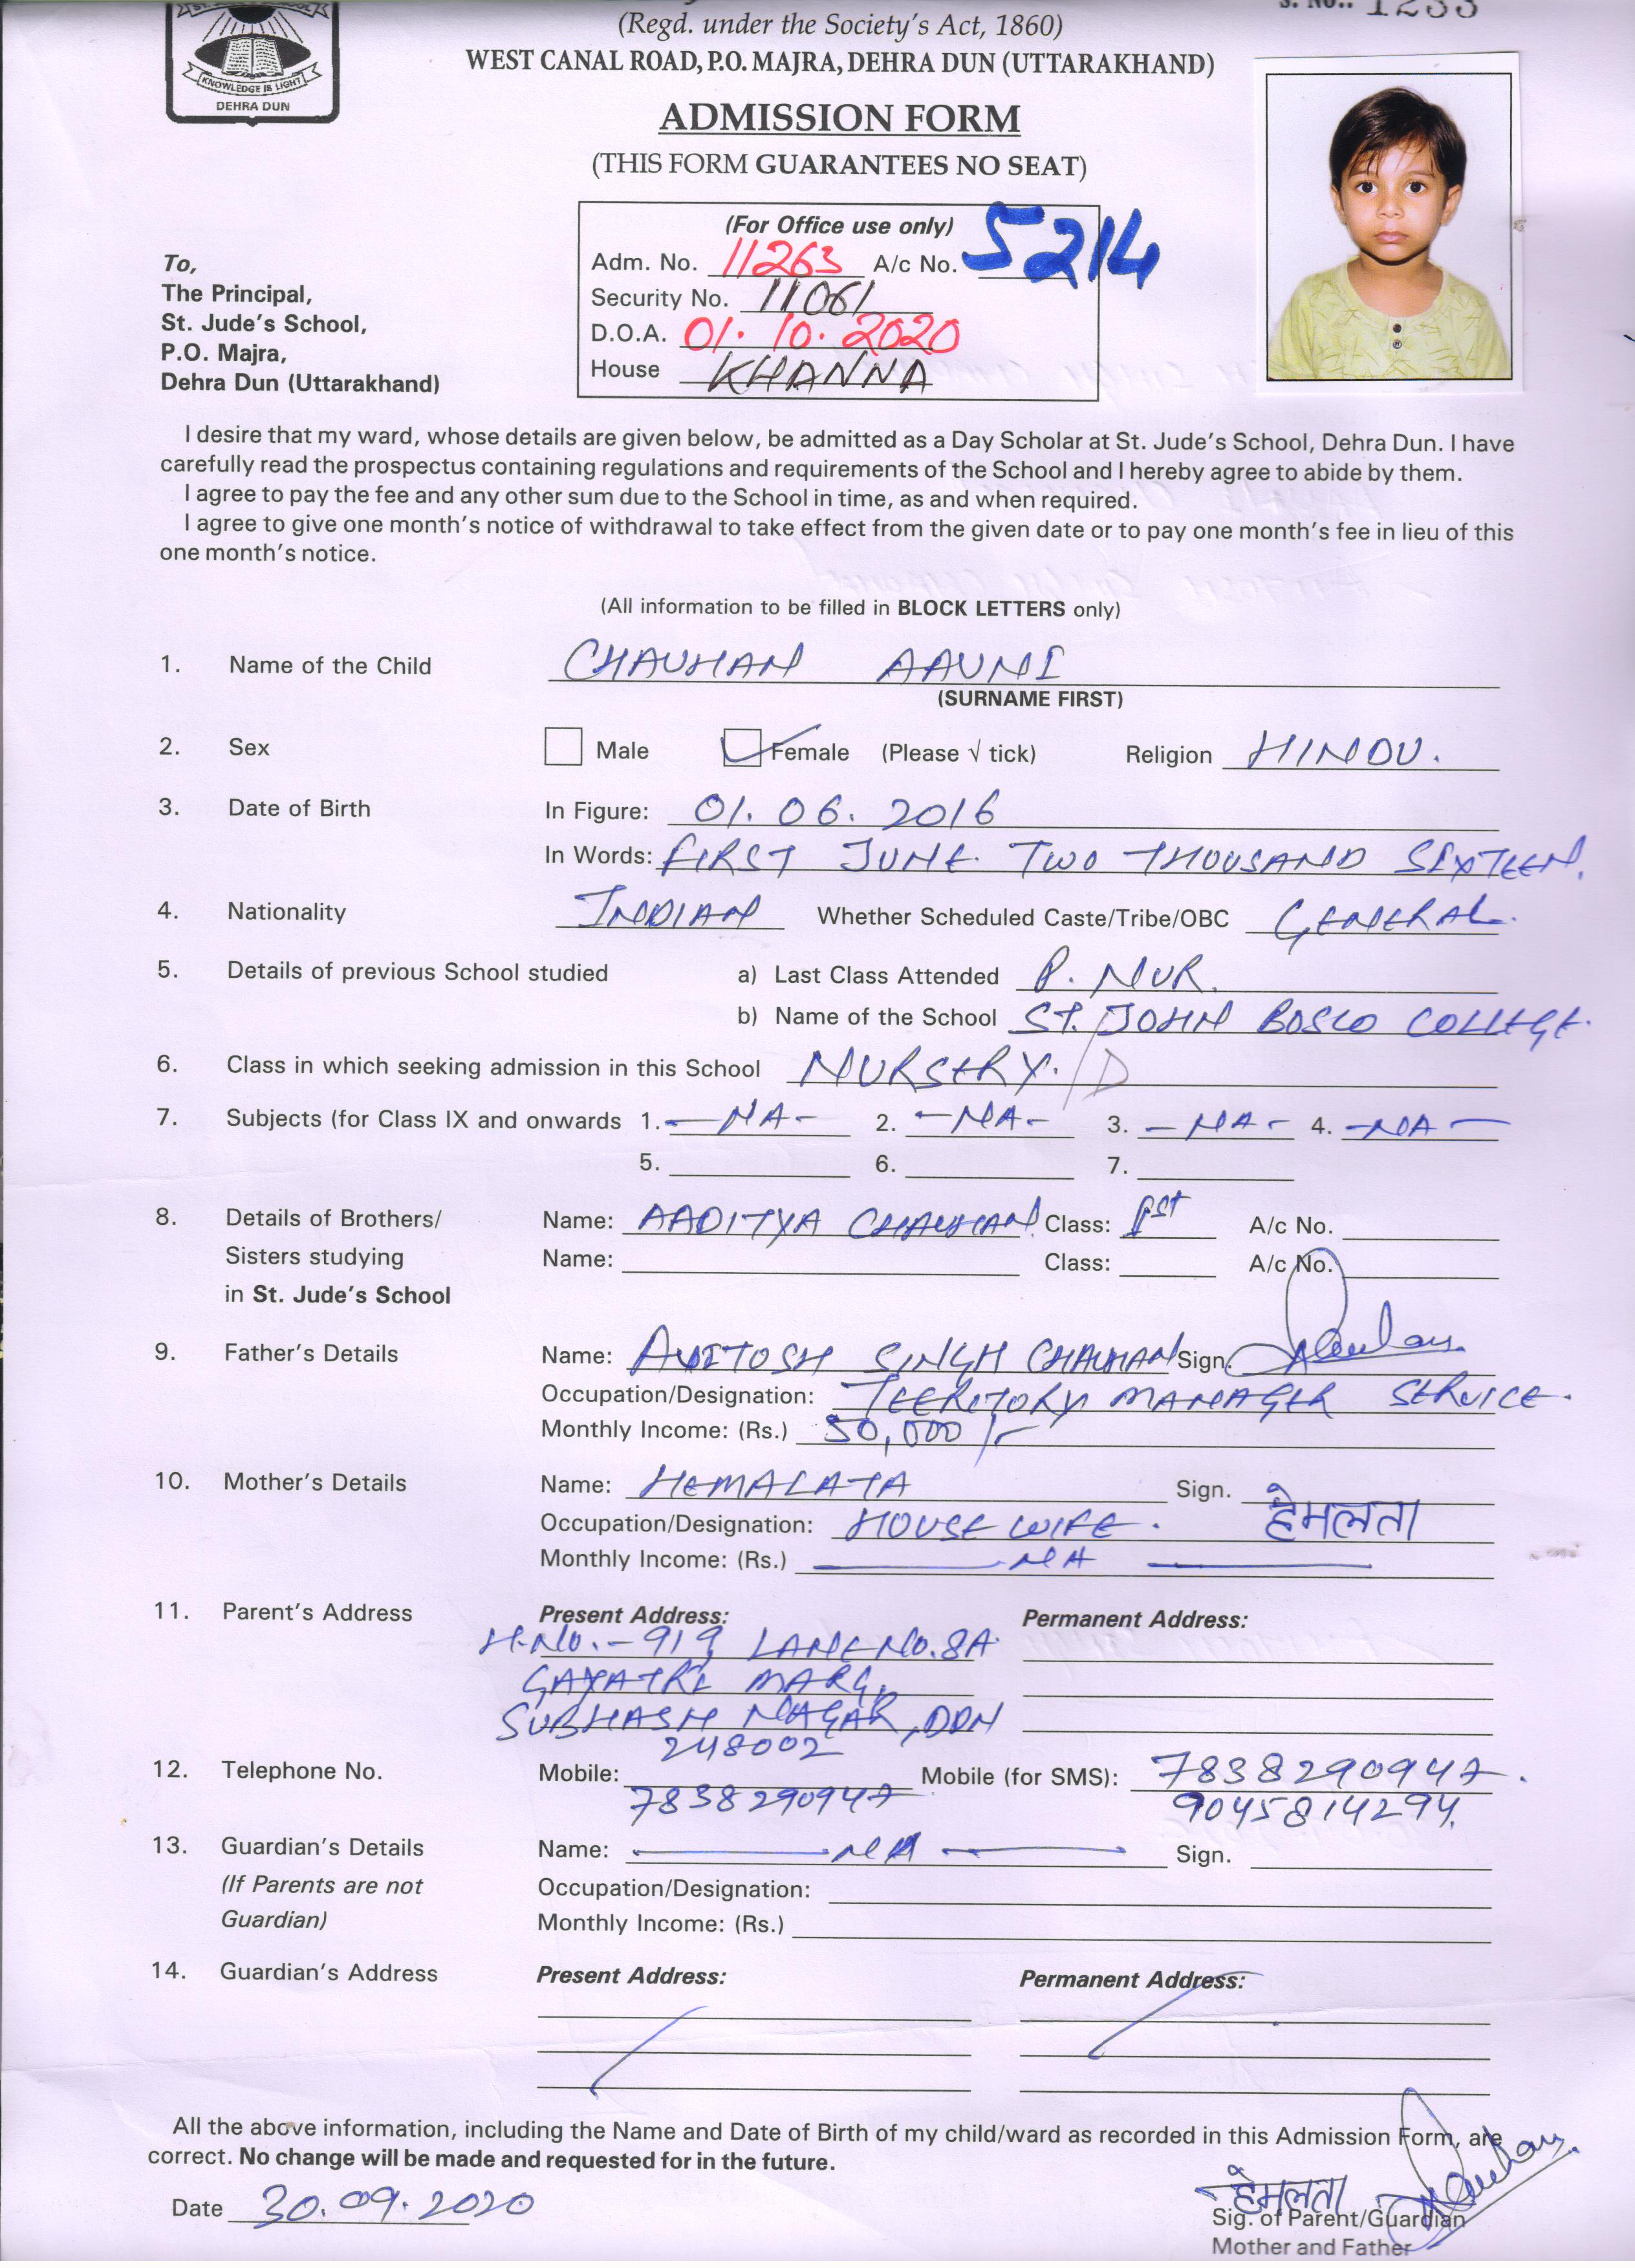 KNOWLEDGE IS LIGHT
DEHRA DUN
(Regd. under the Society's Act, 1860)
S. No.: 1233
WEST CANAL ROAD, P.O. MAJRA, DEHRA DUN (UTTARAKHAND)
ADMISSION FORM
(THIS FORM GUARANTEES NO SEAT)
(For Office use only)
Adm. No. 11263 A/c No. 5214
Security No. 11061
D.O.A. 01.10.2020
House KHANNA
To,
The Principal,
St. Jude's School,
P.O. Majra,
Dehra Dun (Uttarakhand)
I desire that my ward, whose details are given below, be admitted as a Day Scholar at St. Jude's School, Dehra Dun. I have
carefully read the prospectus containing regulations and requirements of the School and I hereby agree to abide by them.
I agree to pay the fee and any other sum due to the School in time, as and when required.
I agree to give one month's notice of withdrawal to take effect from the given date or to pay one month's fee in lieu of this
one month's notice.
(All information to be filled in BLOCK LETTERS only)
1. Name of the Child CHAUHAN AAUNI
(SURNAME FIRST)
2. Sex Male Female (Please √ tick) Religion HINDU.
3. Date of Birth In Figure: 01.06.2016
In Words: FIRST JUNE TWO THOUSAND SIXTEEN.
4. Nationality INDIAN Whether Scheduled Caste/Tribe/OBC GENERAL.
5. Details of previous School studied a) Last Class Attended P. NUR.
b) Name of the School ST. JOHN BOSCO COLLEGE.
6. Class in which seeking admission in this School NURSERY. /D
7. Subjects (for Class IX and onwards 1. -NA- 2. -NA- 3. -NA- 4. -NA-
5. 6. 7.
8. Details of Brothers/ Name: AADITYA CHAUHAN Class: Ist A/c No.
Sisters studying Name: Class: A/c No.
in St. Jude's School
9. Father's Details Name: AVITOSH SINGH CHAUHAN Sign.
Occupation/Designation: TEERITORY MANAGER SERVICE.
Monthly Income: (Rs.) 50,000/-
10. Mother's Details Name: HEMALATA Sign. हेमलता
Occupation/Designation: HOUSE WIFE.
Monthly Income: (Rs.) NA
11. Parent's Address Present Address: Permanent Address:
H.No.-919 LANE NO.8A
GAYATRI MARG,
SUBHASH NAGAR, DDN
248002
12. Telephone No. Mobile: Mobile (for SMS): 7838290947.
7838290947 9045814294.
13. Guardian's Details Name: NA Sign.
(If Parents are not Occupation/Designation:
Guardian) Monthly Income: (Rs.)
14. Guardian's Address Present Address: Permanent Address:
All the above information, including the Name and Date of Birth of my child/ward as recorded in this Admission Form, are
correct. No change will be made and requested for in the future.
Date 30.09.2020 हेमलता
Sig. of Parent/Guardian
Mother and Father